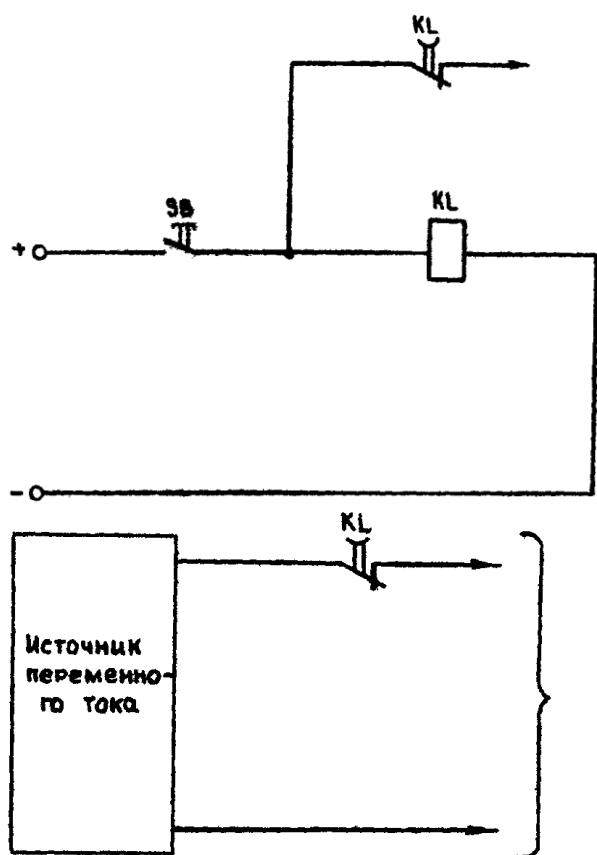 KL
SB
KL
+
-
KL
Источник
переменно-
го тока